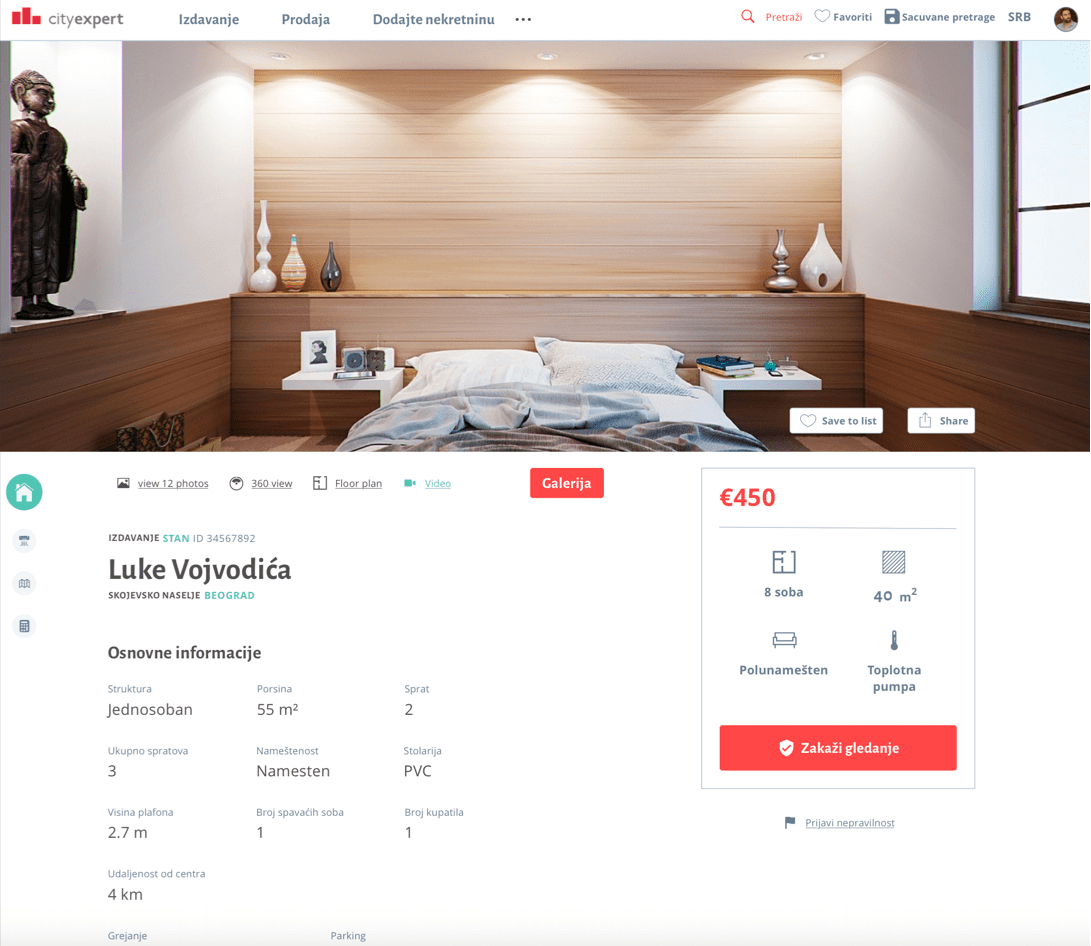 cityexpert
Izdavanje
Prodaja
Dodajte nekretninu
Pretraži
Favoriti
Sacuvane pretrage
SRB
Save to list
Share
view 12 photos
360 view
Floor plan
Video
Galerija
IZDAVANJE STAN ID 34567892
Luke Vojvodića
SKOJEVSKO NASELJE BEOGRAD
€450
8 soba
40 m²
Polunamešten
Toplotna
pumpa
Zakaži gledanje
Prijavi nepravilnost
Osnovne informacije
Struktura
Jednosoban
Porsina
55 m²
Sprat
2
Ukupno spratova
3
Nameštenost
Namesten
Stolarija
PVC
Visina plafona
2.7 m
Broj spavaćih soba
1
Broj kupatila
1
Udaljenost od centra
4 km
Grejanje
Parking